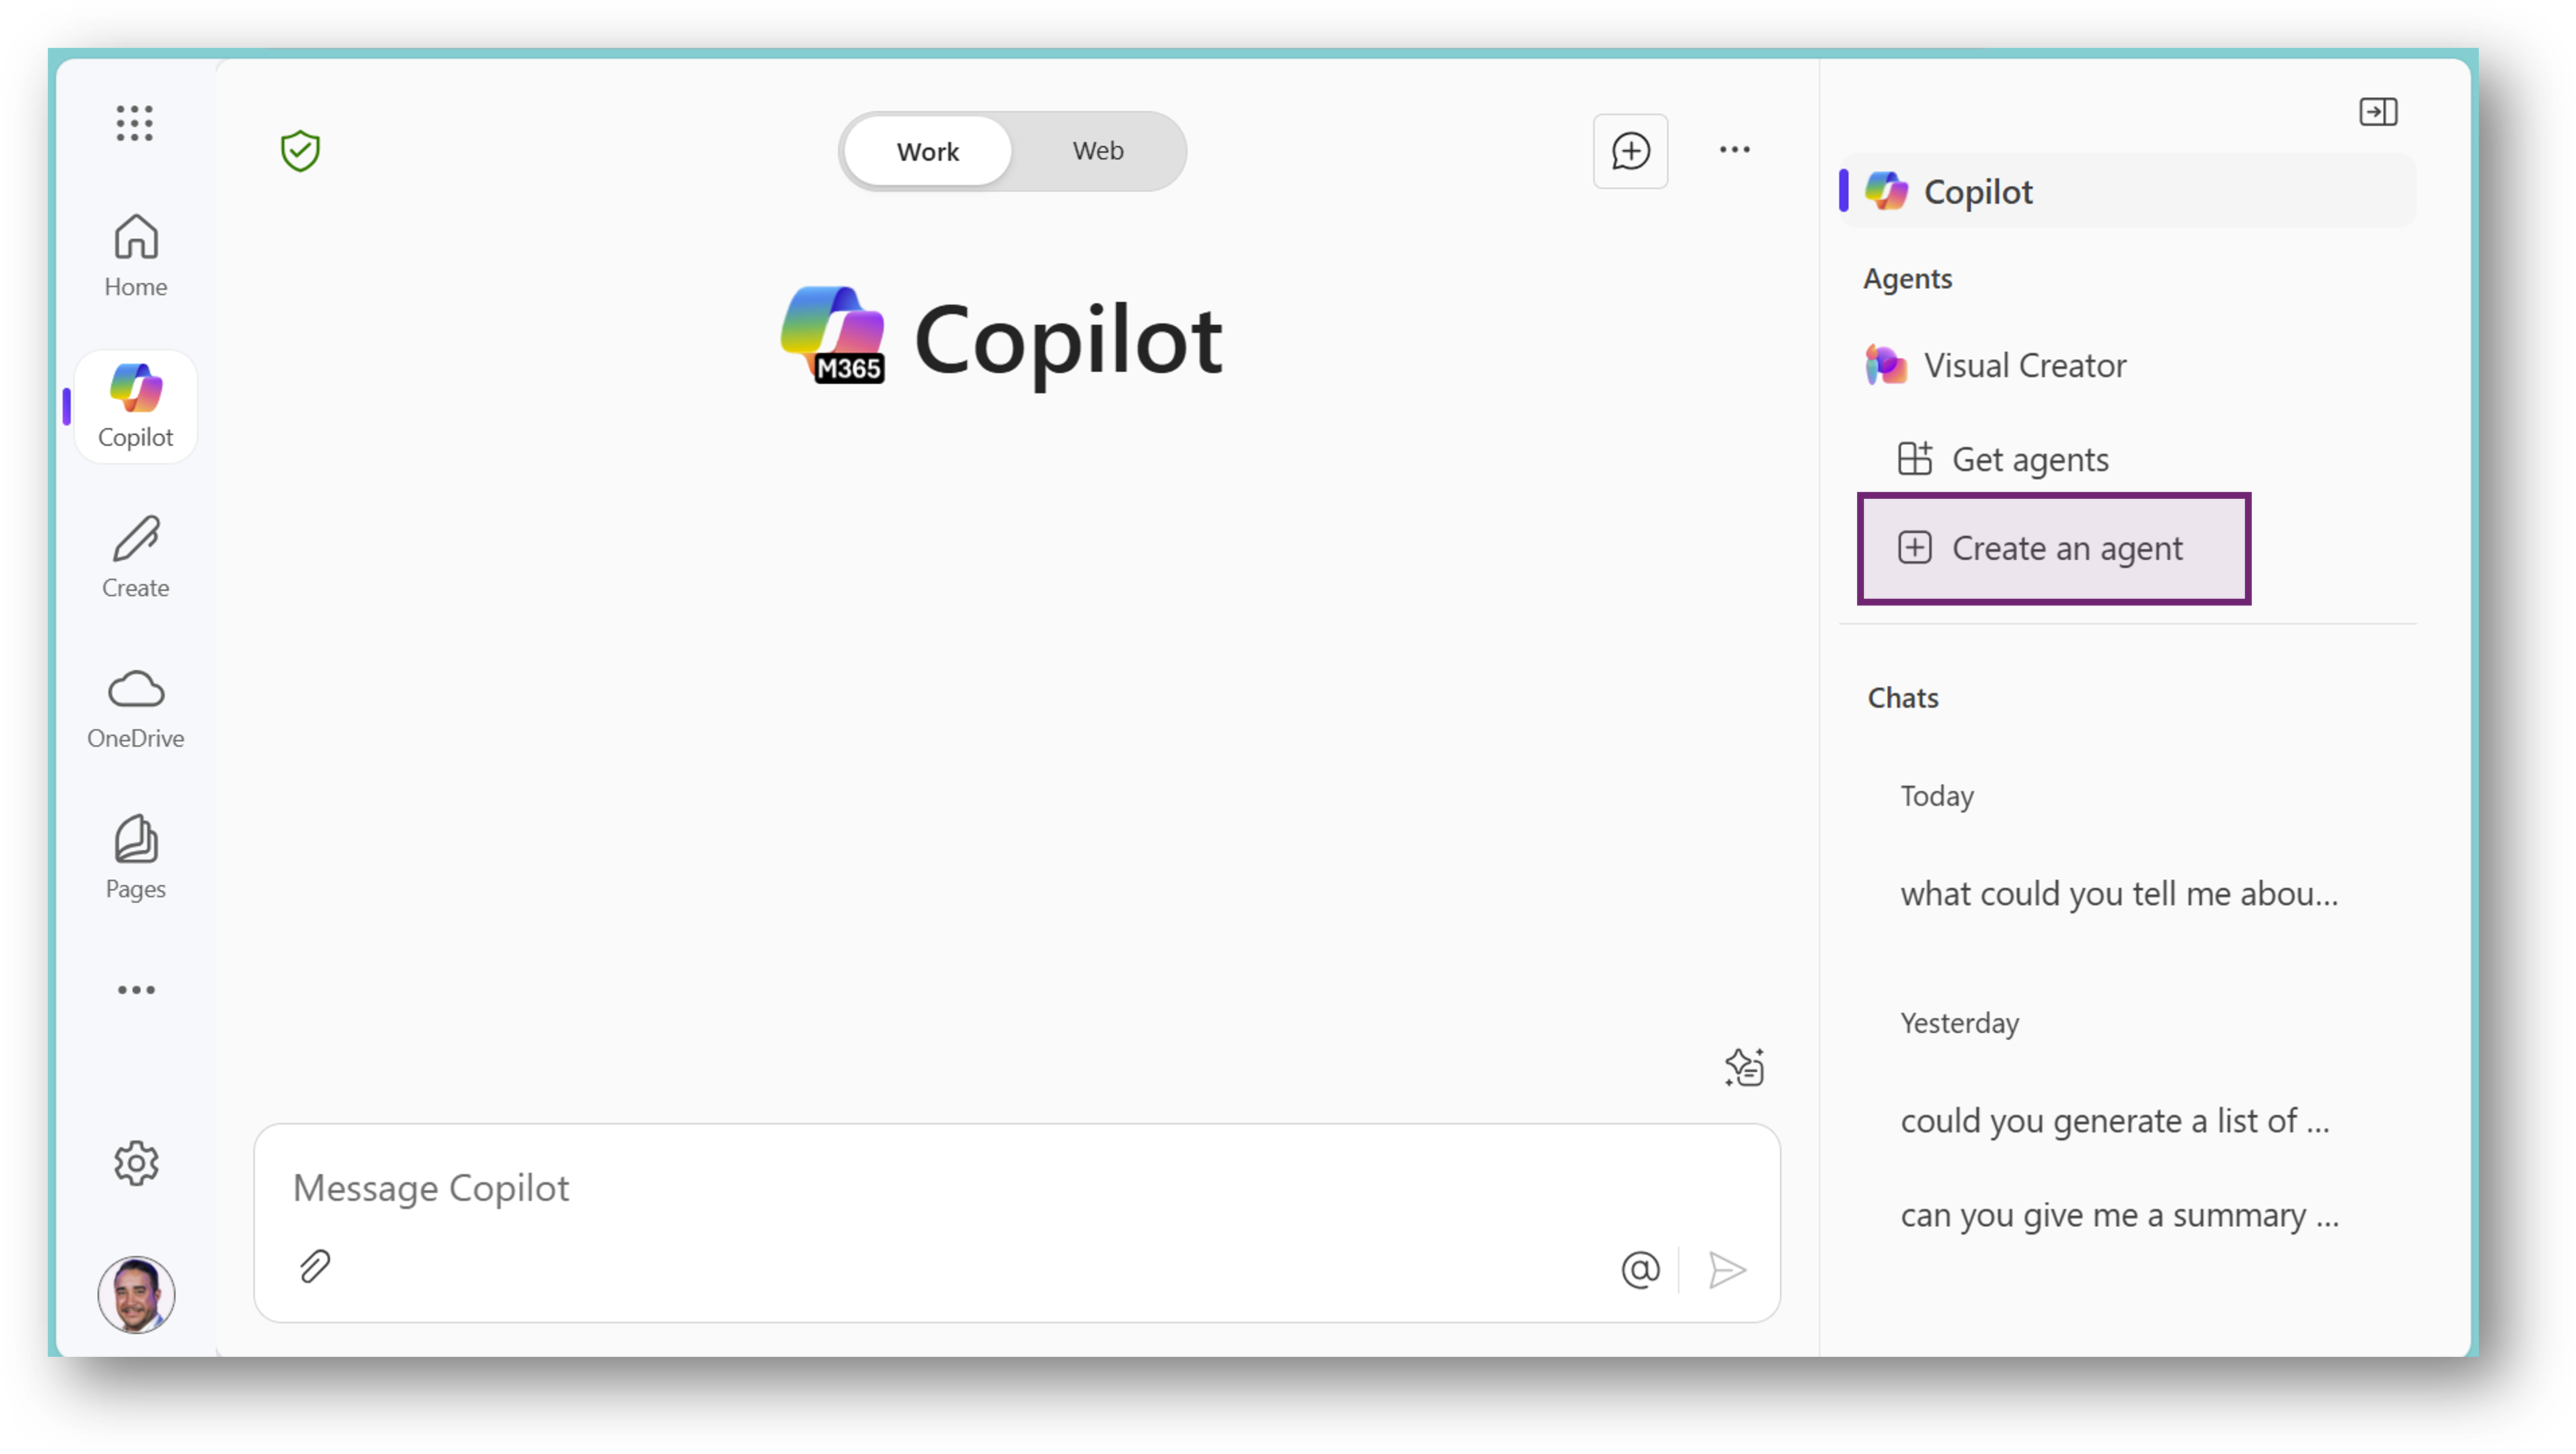 Home
Copilot
Create
OneDrive
Pages
Work
Web
M365
Copilot
Message Copilot
Copilot
Agents
Visual Creator
Get agents
Create an agent
Chats
Today
what could you tell me abou...
Yesterday
could you generate a list of ...
can you give me a summary ...